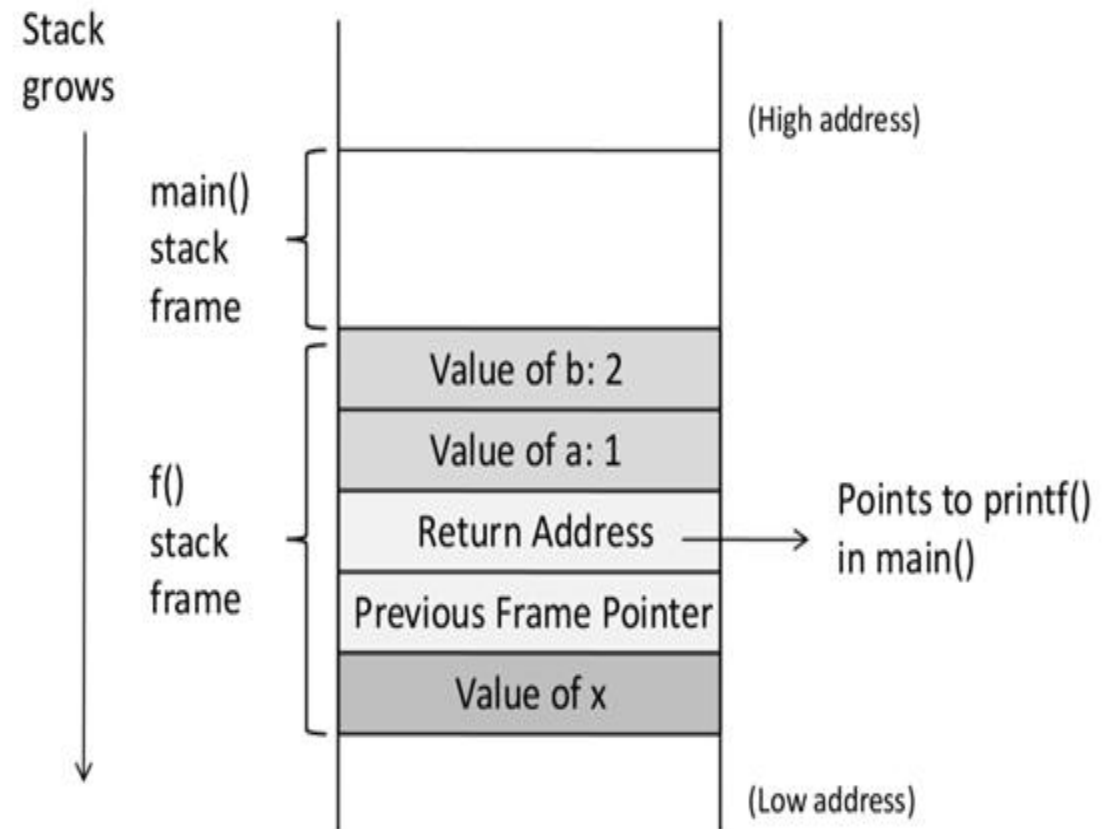 Stack
grows
(High address)
main()
stack
frame
Value of b: 2
Value of a: 1
f()
stack
frame
Return Address
Points to printf()
in main()
Previous Frame Pointer
Value of x
(Low address)